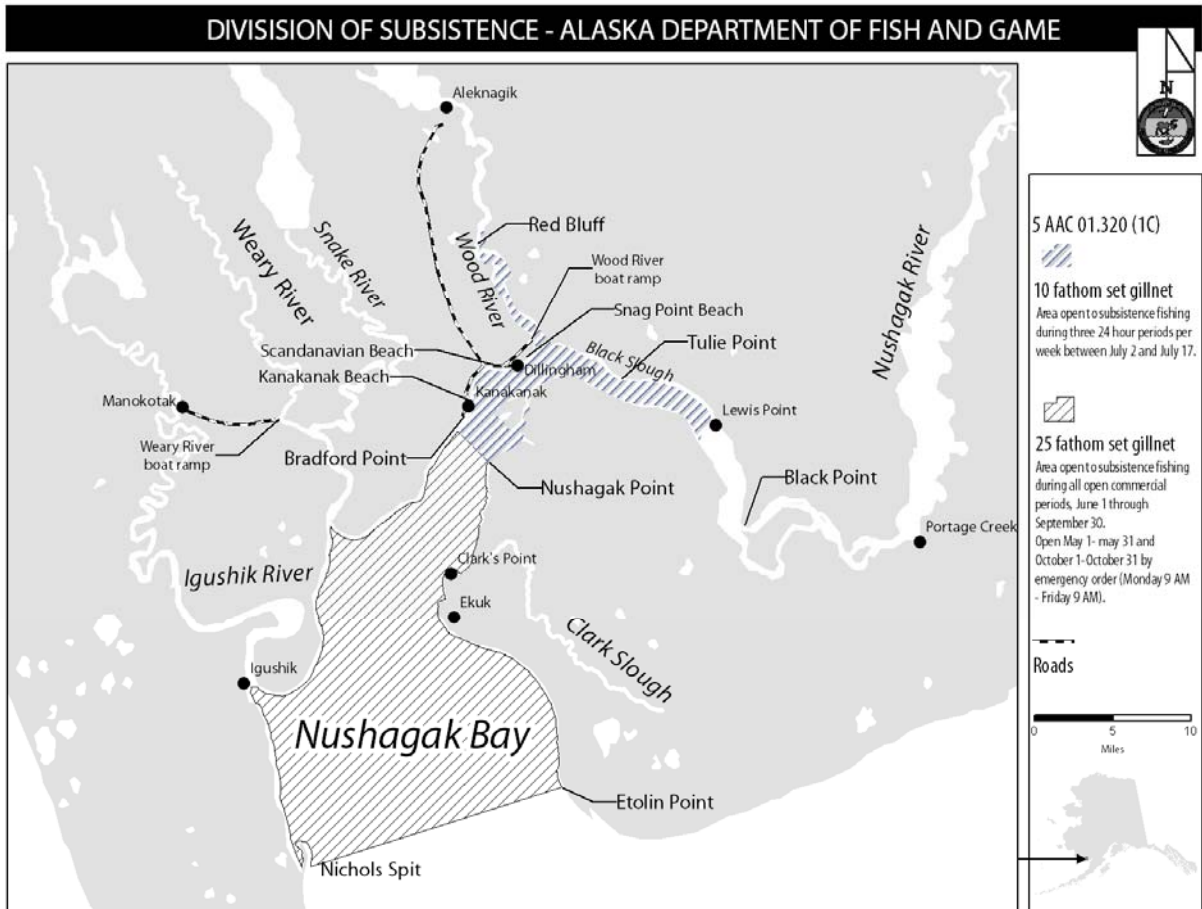 DIVISISION OF SUBSISTENCE - ALASKA DEPARTMENT OF FISH AND GAME
N
Aleknagik
Red Bluff
Wood River
boat ramp
Snag Point Beach
Tulie Point
Weary River
Snake River
Wood River
Black Slough
Nushagak River
Scandanavian Beach
Dillingham
Kanakanak Beach
Kanakanak
Manokotak
Lewis Point
Weary River
boat ramp
Bradford Point
Nushagak Point
Black Point
Portage Creek
Clark's Point
Igushik River
Ekuk
Clark Slough
Igushik
Nushagak Bay
Etolin Point
Nichols Spit
5 AAC 01.320 (1C)
10 fathom set gillnet
Area open to subsistence fishing
during three 24 hour periods per
week between July 2 and July 17.
25 fathom set gillnet
Area open to subsistence fishing
during all open commercial
periods, June 1 through
September 30.
Open May 1- may 31 and
October 1-October 31 by
emergency order (Monday 9 AM
- Friday 9 AM).
Roads
0 5 10
Miles